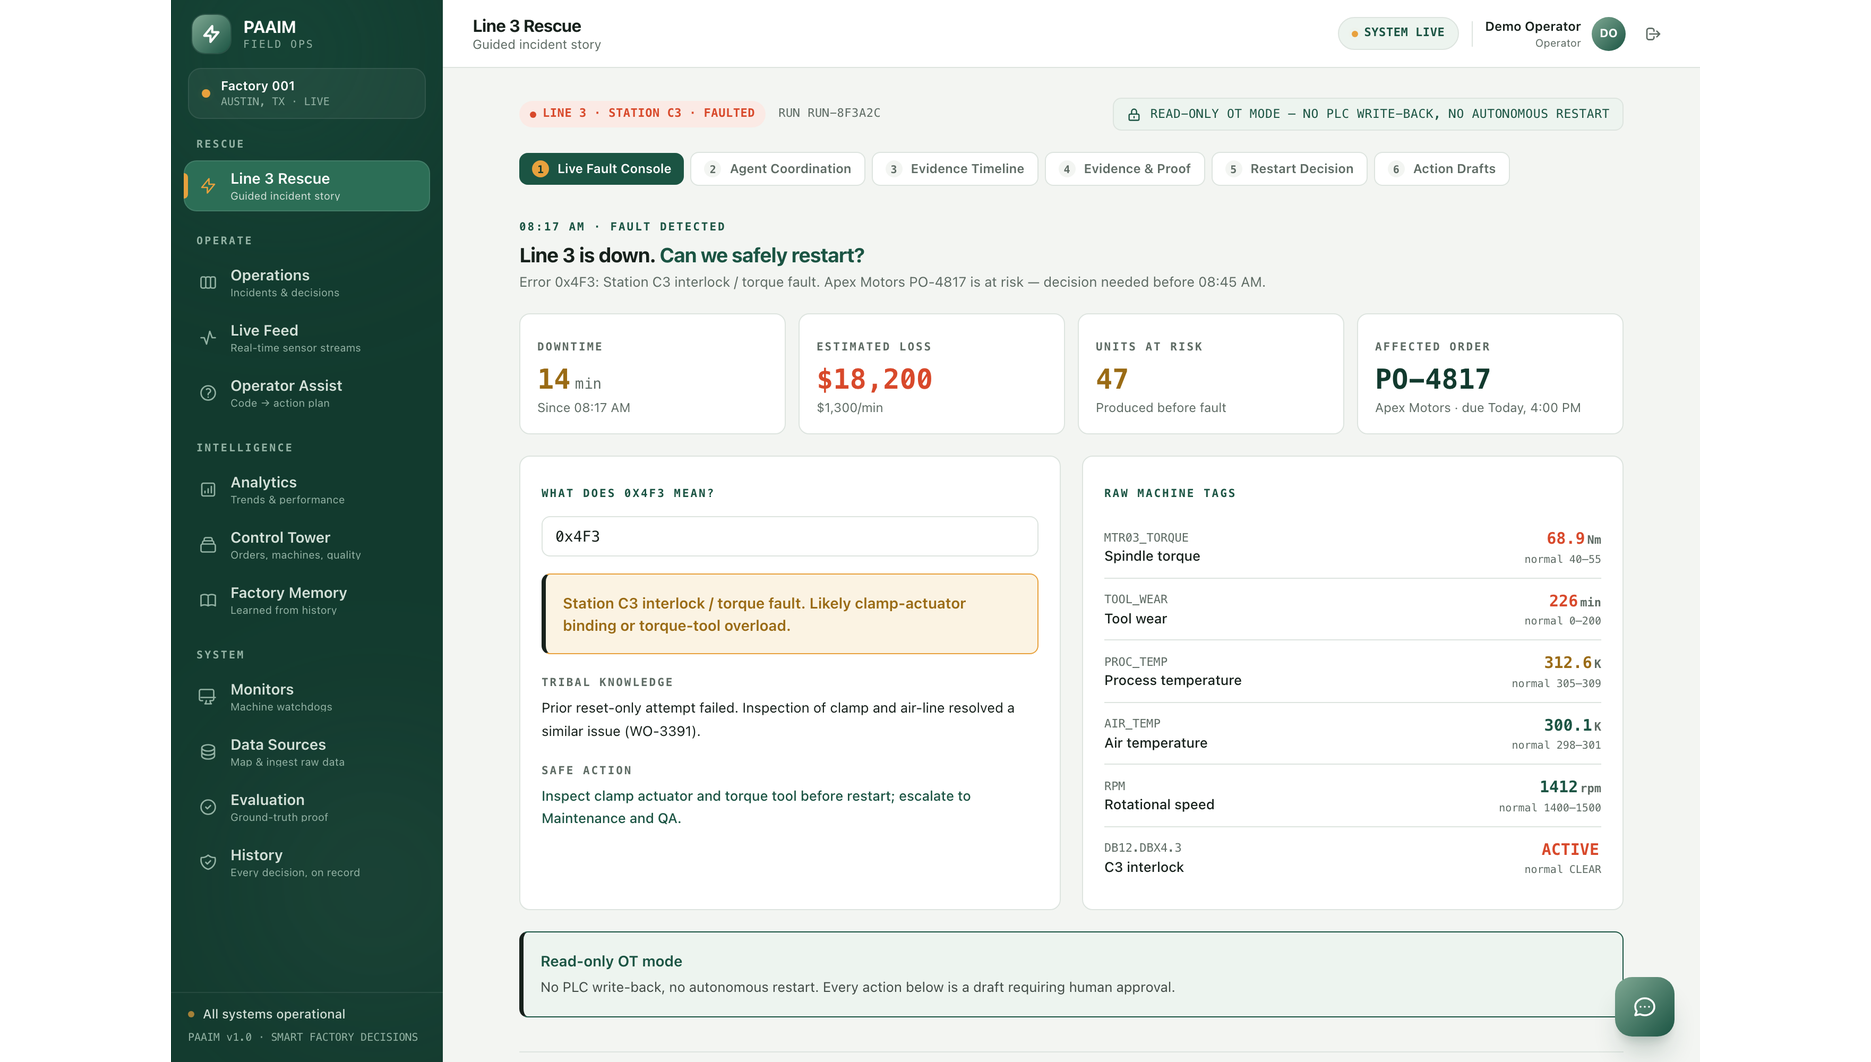 PAAIM
FIELD OPS
Factory 001
AUSTIN, TX · LIVE
RESCUE
Line 3 Rescue
Guided incident story
OPERATE
Operations
Incidents & decisions
Live Feed
Real-time sensor streams
Operator Assist
Code → action plan
INTELLIGENCE
Analytics
Trends & performance
Control Tower
Orders, machines, quality
Factory Memory
Learned from history
SYSTEM
Monitors
Machine watchdogs
Data Sources
Map & ingest raw data
Evaluation
Ground-truth proof
History
Every decision, on record
All systems operational
PAAIM v1.0 · SMART FACTORY DECISIONS
Line 3 Rescue
Guided incident story
SYSTEM LIVE
Demo Operator
Operator
DO
LINE 3 · STATION C3 · FAULTED
RUN RUN-8F3A2C
READ-ONLY OT MODE — NO PLC WRITE-BACK, NO AUTONOMOUS RESTART
1 Live Fault Console
2 Agent Coordination
3 Evidence Timeline
4 Evidence & Proof
5 Restart Decision
6 Action Drafts
08:17 AM · FAULT DETECTED
Line 3 is down. Can we safely restart?
Error 0x4F3: Station C3 interlock / torque fault. Apex Motors PO-4817 is at risk — decision needed before 08:45 AM.
DOWNTIME
14 min
Since 08:17 AM
ESTIMATED LOSS
$18,200
$1,300/min
UNITS AT RISK
47
Produced before fault
AFFECTED ORDER
PO-4817
Apex Motors · due Today, 4:00 PM
WHAT DOES 0X4F3 MEAN?
0x4F3
Station C3 interlock / torque fault. Likely clamp-actuator
binding or torque-tool overload.
TRIBAL KNOWLEDGE
Prior reset-only attempt failed. Inspection of clamp and air-line resolved a
similar issue (WO-3391).
SAFE ACTION
Inspect clamp actuator and torque tool before restart; escalate to
Maintenance and QA.
RAW MACHINE TAGS
MTR03_TORQUE
Spindle torque
68.9 Nm
normal 40–55
TOOL_WEAR
Tool wear
226 min
normal 0–200
PROC_TEMP
Process temperature
312.6 K
normal 305–309
AIR_TEMP
Air temperature
300.1 K
normal 298–301
RPM
Rotational speed
1412 rpm
normal 1400–1500
DB12.DBX4.3
C3 interlock
ACTIVE
normal CLEAR
Read-only OT mode
No PLC write-back, no autonomous restart. Every action below is a draft requiring human approval.